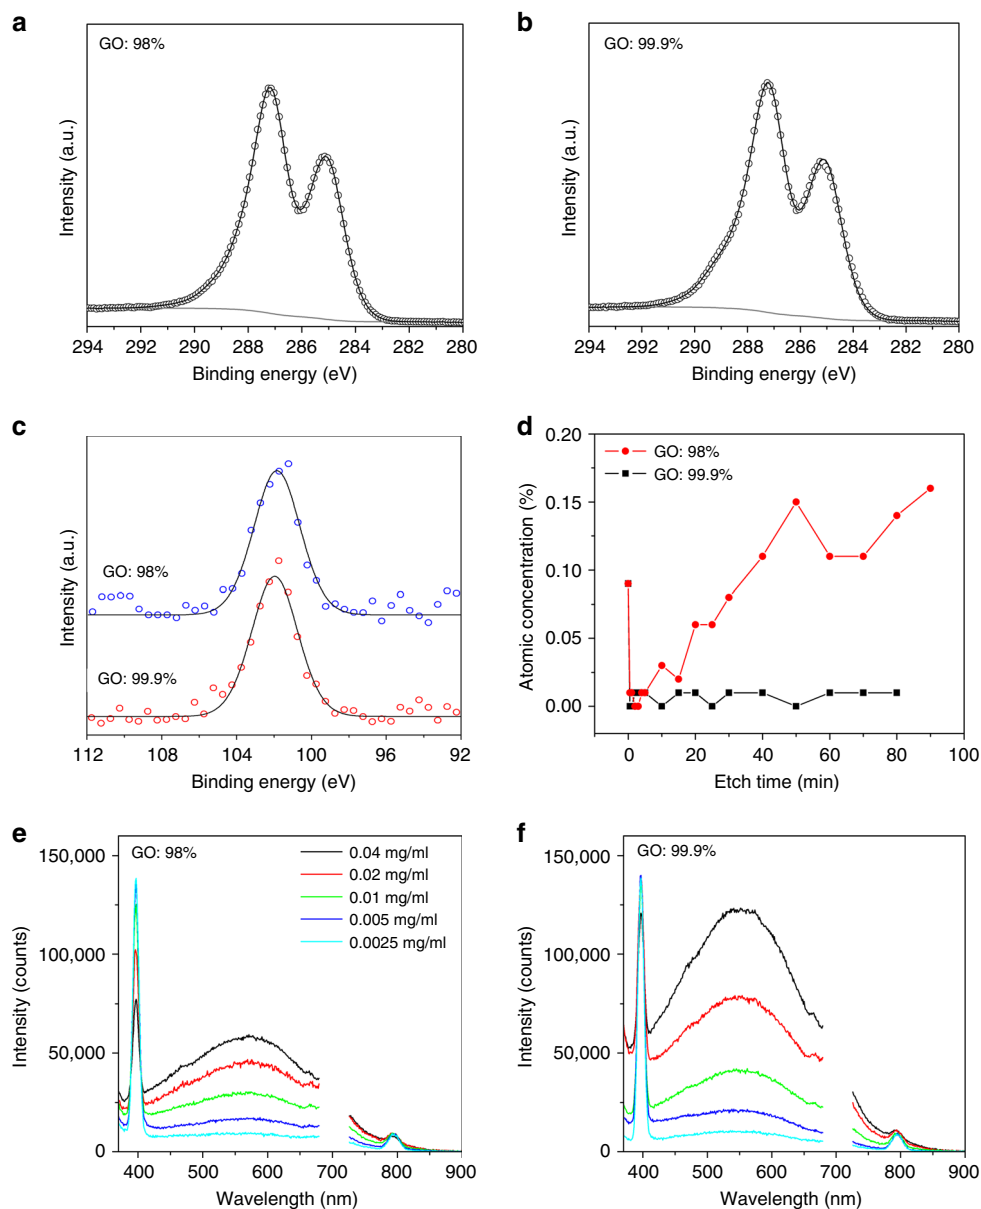 a
GO: 98%
Intensity (a.u.)
294 292 290 288 286 284 282 280
Binding energy (eV)
b
GO: 99.9%
Intensity (a.u.)
294 292 290 288 286 284 282 280
Binding energy (eV)
c
GO: 98%
GO: 99.9%
Intensity (a.u.)
112 108 104 100 96 92
Binding energy (eV)
d
GO: 98%
GO: 99.9%
Atomic concentration (%)
0.20
0.15
0.10
0.05
0.00
0 20 40 60 80 100
Etch time (min)
e
GO: 98%
0.04 mg/ml
0.02 mg/ml
0.01 mg/ml
0.005 mg/ml
0.0025 mg/ml
Intensity (counts)
150,000
100,000
50,000
0
400 500 600 700 800 900
Wavelength (nm)
f
GO: 99.9%
Intensity (counts)
150,000
100,000
50,000
0
400 500 600 700 800 900
Wavelength (nm)